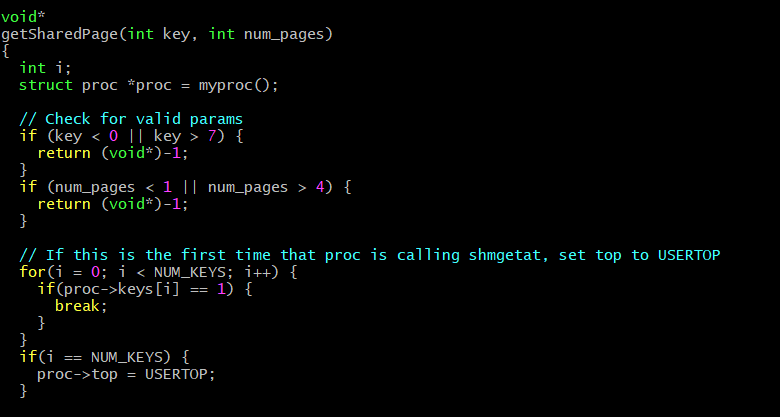 void*
getSharedPage(int key, int num_pages)
{
  int i;
  struct proc *proc = myproc();

  // Check for valid params
  if (key < 0 || key > 7) {
    return (void*)-1;
  }
  if (num_pages < 1 || num_pages > 4) {
    return (void*)-1;
  }

  // If this is the first time that proc is calling shmgetat, set top to USERTOP
  for(i = 0; i < NUM_KEYS; i++) {
    if(proc->keys[i] == 1) {
      break;
    }
  }
  if(i == NUM_KEYS) {
    proc->top = USERTOP;
  }